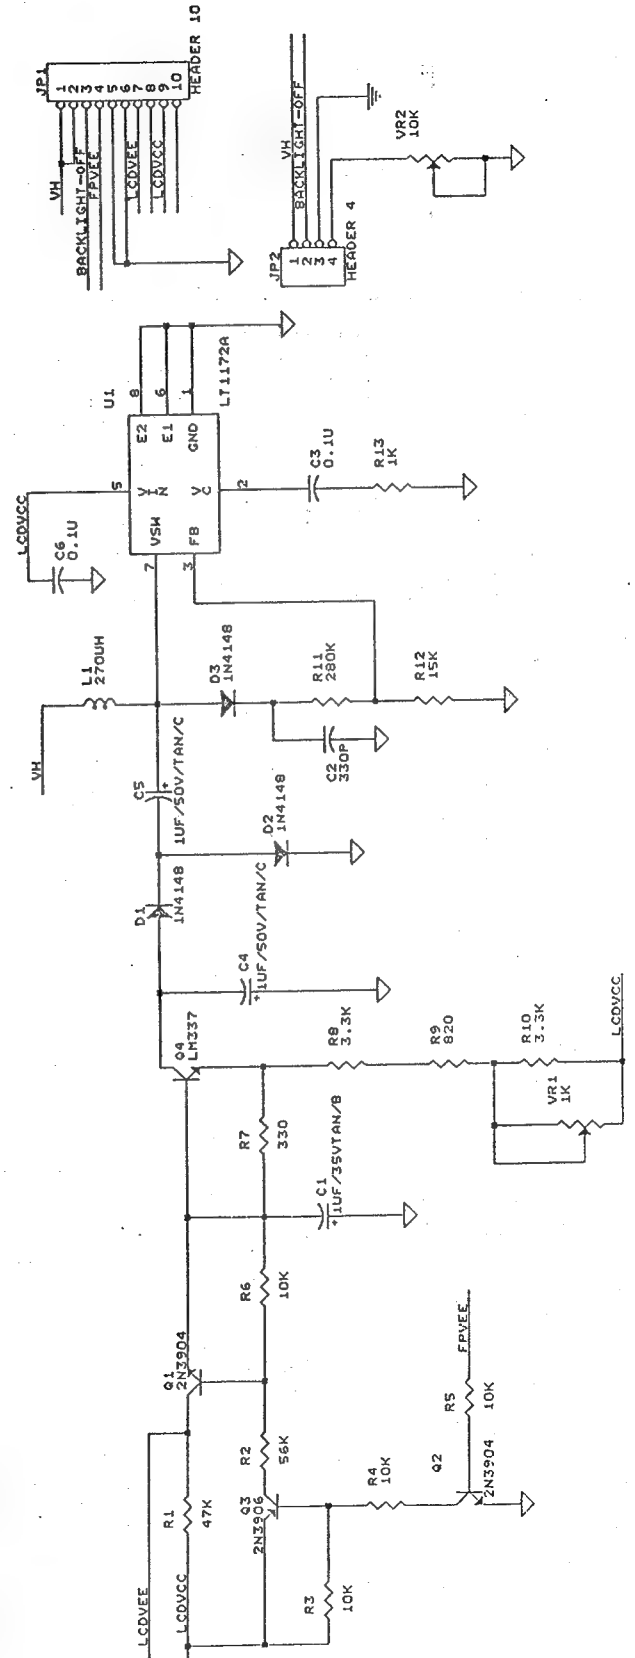 JP1
1
2
3
4
5
6
7
8
9
10
HEADER 10
VH
BACKLIGHT-OFF
FPVEE
LCDVEE
LCDVCC
VH
BACKLIGHT-OFF
JP2
1
2
3
4
HEADER 4
VR2
10K
U1
LT1172A
8
6
1
E2
E1
GND
5
VIN
VC
2
VSW
FB
7
3
LCDVCC
C6
0.1U
C3
0.1U
R13
1K
L1
270UH
VH
D3
1N4148
R11
280K
R12
15K
C2
330P
C5
+
1UF/50V/TAN/C
D2
1N4148
D1
1N4148
C4
+
1UF/50V/TAN/C
Q4
LM337
R8
3.3K
R9
820
R10
3.3K
VR1
1K
LCDVCC
R7
330
C1
+
1UF/35VTAN/B
R6
10K
Q1
2N3904
R2
56K
R1
47K
LCDVEE
LCDVCC
Q3
2N3906
R4
10K
R3
10K
Q2
2N3904
R5
10K
FPVEE